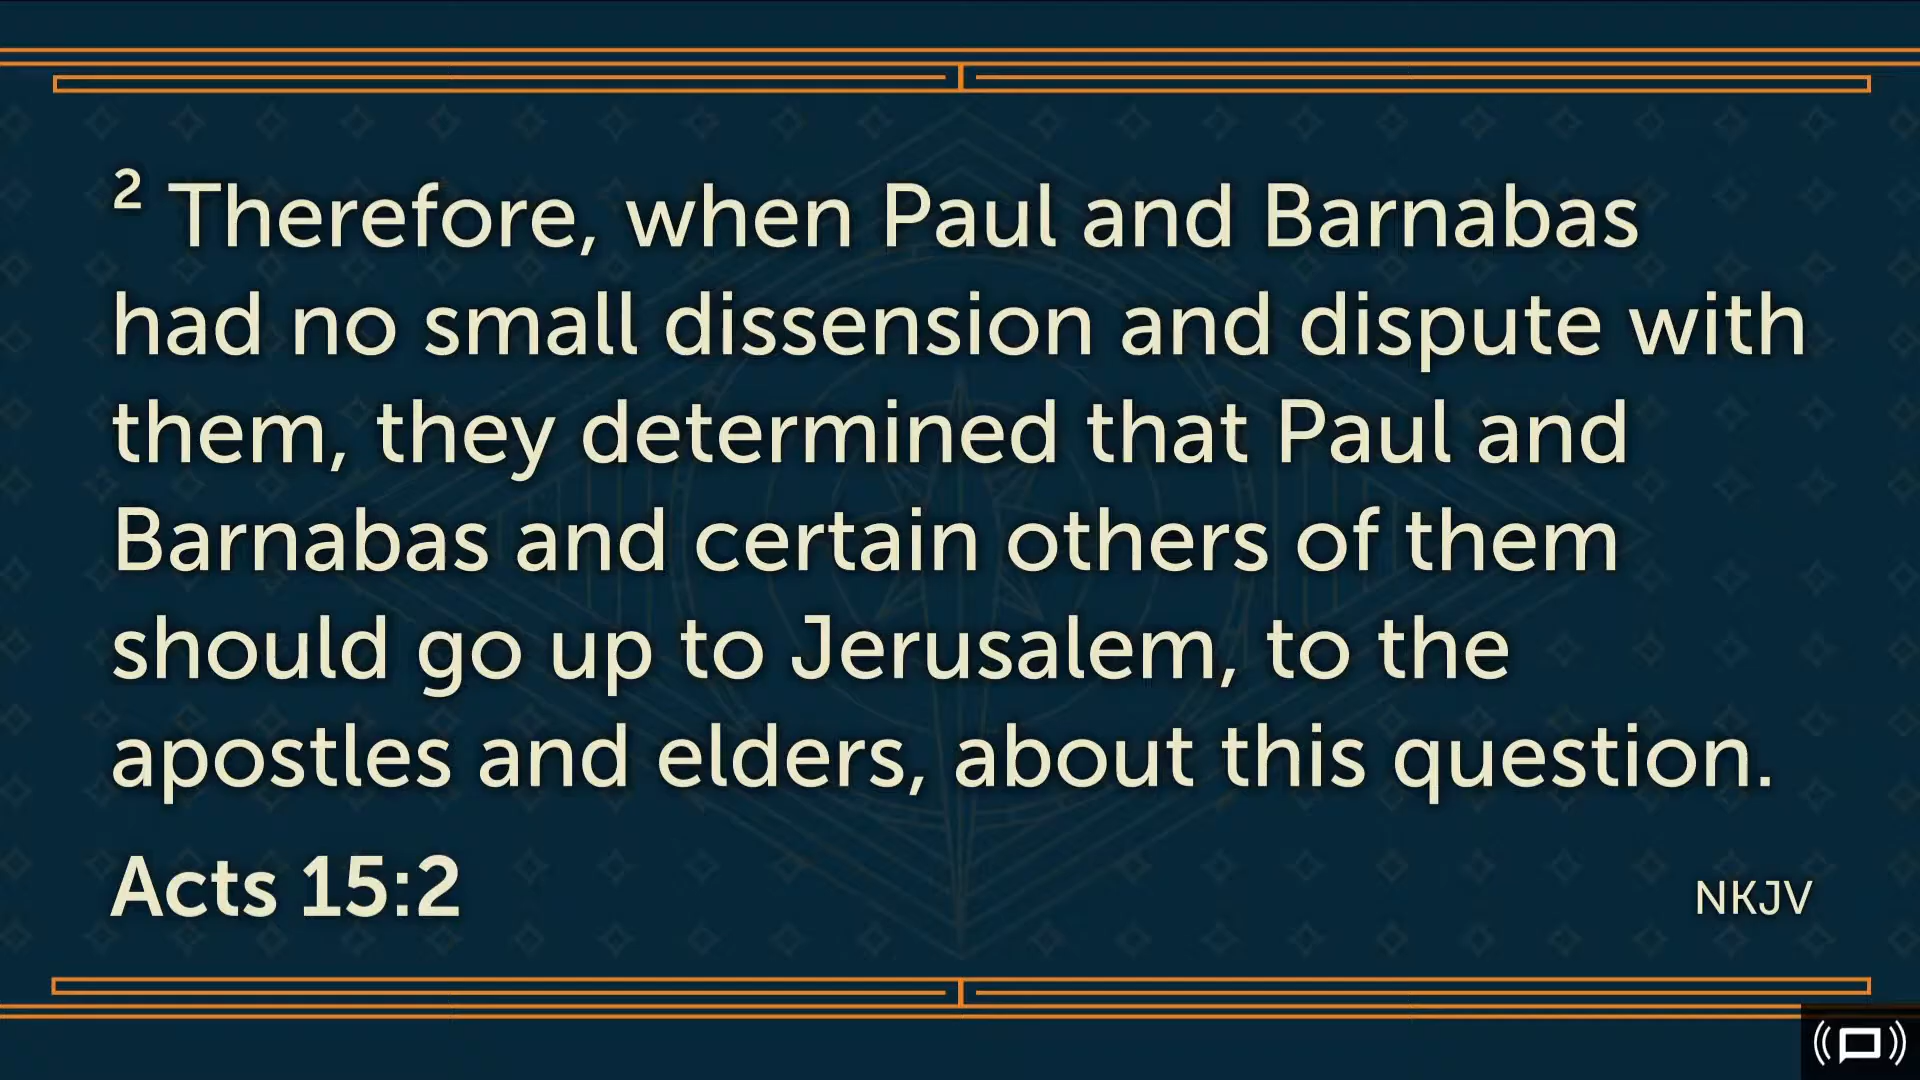 2 Therefore, when Paul and Barnabas
had no small dissension and dispute with
them, they determined that Paul and
Barnabas and certain others of them
should go up to Jerusalem, to the
apostles and elders, about this question.
Acts 15:2
NKJV